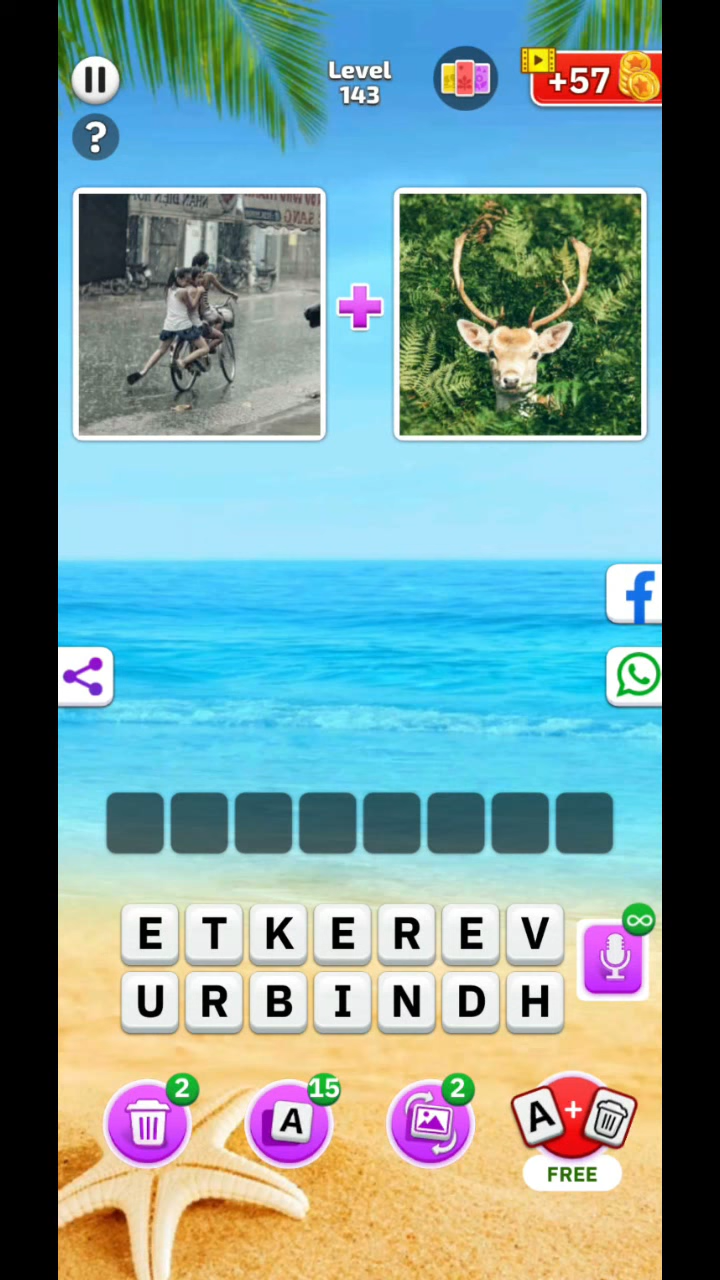 Level
143
+57
?
E T K E R E V
U R B I N D H
∞
2
15
2
A
A +
FREE